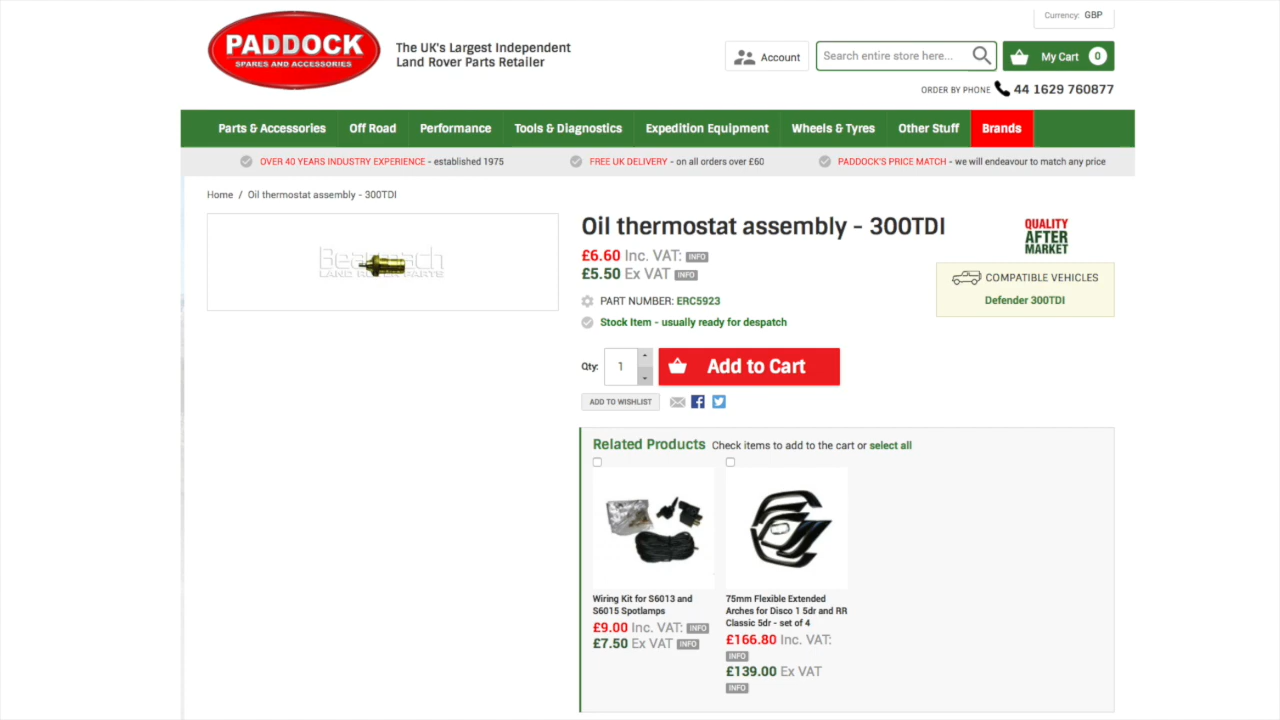 Currency: GBP
PADDOCK
SPARES AND ACCESSORIES
The UK's Largest Independent
Land Rover Parts Retailer
Account
Search entire store here...
My Cart 0
ORDER BY PHONE 44 1629 760877
Parts & Accessories Off Road Performance Tools & Diagnostics Expedition Equipment Wheels & Tyres Other Stuff Brands
OVER 40 YEARS INDUSTRY EXPERIENCE - established 1975 FREE UK DELIVERY - on all orders over £60 PADDOCK'S PRICE MATCH - we will endeavour to match any price
Home / Oil thermostat assembly - 300TDI
Bearmach
LAND ROVER PARTS
Oil thermostat assembly - 300TDI
£6.60 Inc. VAT: INFO
£5.50 Ex VAT INFO
PART NUMBER: ERC5923
Stock Item - usually ready for despatch
QUALITY
AFTER
MARKET
COMPATIBLE VEHICLES
Defender 300TDI
Qty: 1 Add to Cart
ADD TO WISHLIST
Related Products Check items to add to the cart or select all
Wiring Kit for S6013 and
S6015 Spotlamps
£9.00 Inc. VAT: INFO
£7.50 Ex VAT INFO
75mm Flexible Extended
Arches for Disco 1 5dr and RR
Classic 5dr - set of 4
£166.80 Inc. VAT:
INFO
£139.00 Ex VAT
INFO